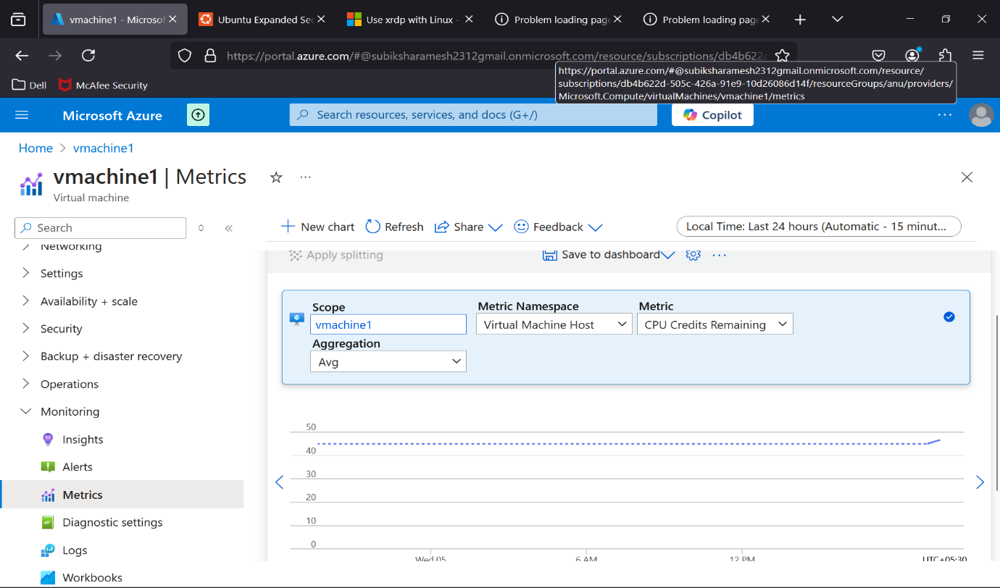 vmachine1 - Microsof
Ubuntu Expanded Sec
Use xrdp with Linux -
Problem loading page
Problem loading page
https://portal.azure.com/#@subiksharamesh2312gmail.onmicrosoft.com/resource/subscriptions/db4b622d
Dell
McAfee Security
https://portal.azure.com/#@subiksharamesh2312gmail.onmicrosoft.com/resource/
subscriptions/db4b622d-505c-426a-91e9-10d26086d14f/resourceGroups/anu/providers/
Microsoft.Compute/virtualMachines/vmachine1/metrics
Microsoft Azure
Search resources, services, and docs (G+/)
Copilot
Home > vmachine1
vmachine1 | Metrics
Virtual machine
Search
New chart
Refresh
Share
Feedback
Local Time: Last 24 hours (Automatic - 15 minut...
Networking
Settings
Availability + scale
Security
Backup + disaster recovery
Operations
Monitoring
Insights
Alerts
Metrics
Diagnostic settings
Logs
Workbooks
Apply splitting
Save to dashboard
Scope
vmachine1
Metric Namespace
Virtual Machine Host
Metric
CPU Credits Remaining
Aggregation
Avg
50
40
30
20
10
0
Wed 05
6 AM
12 PM
UTC+05:30